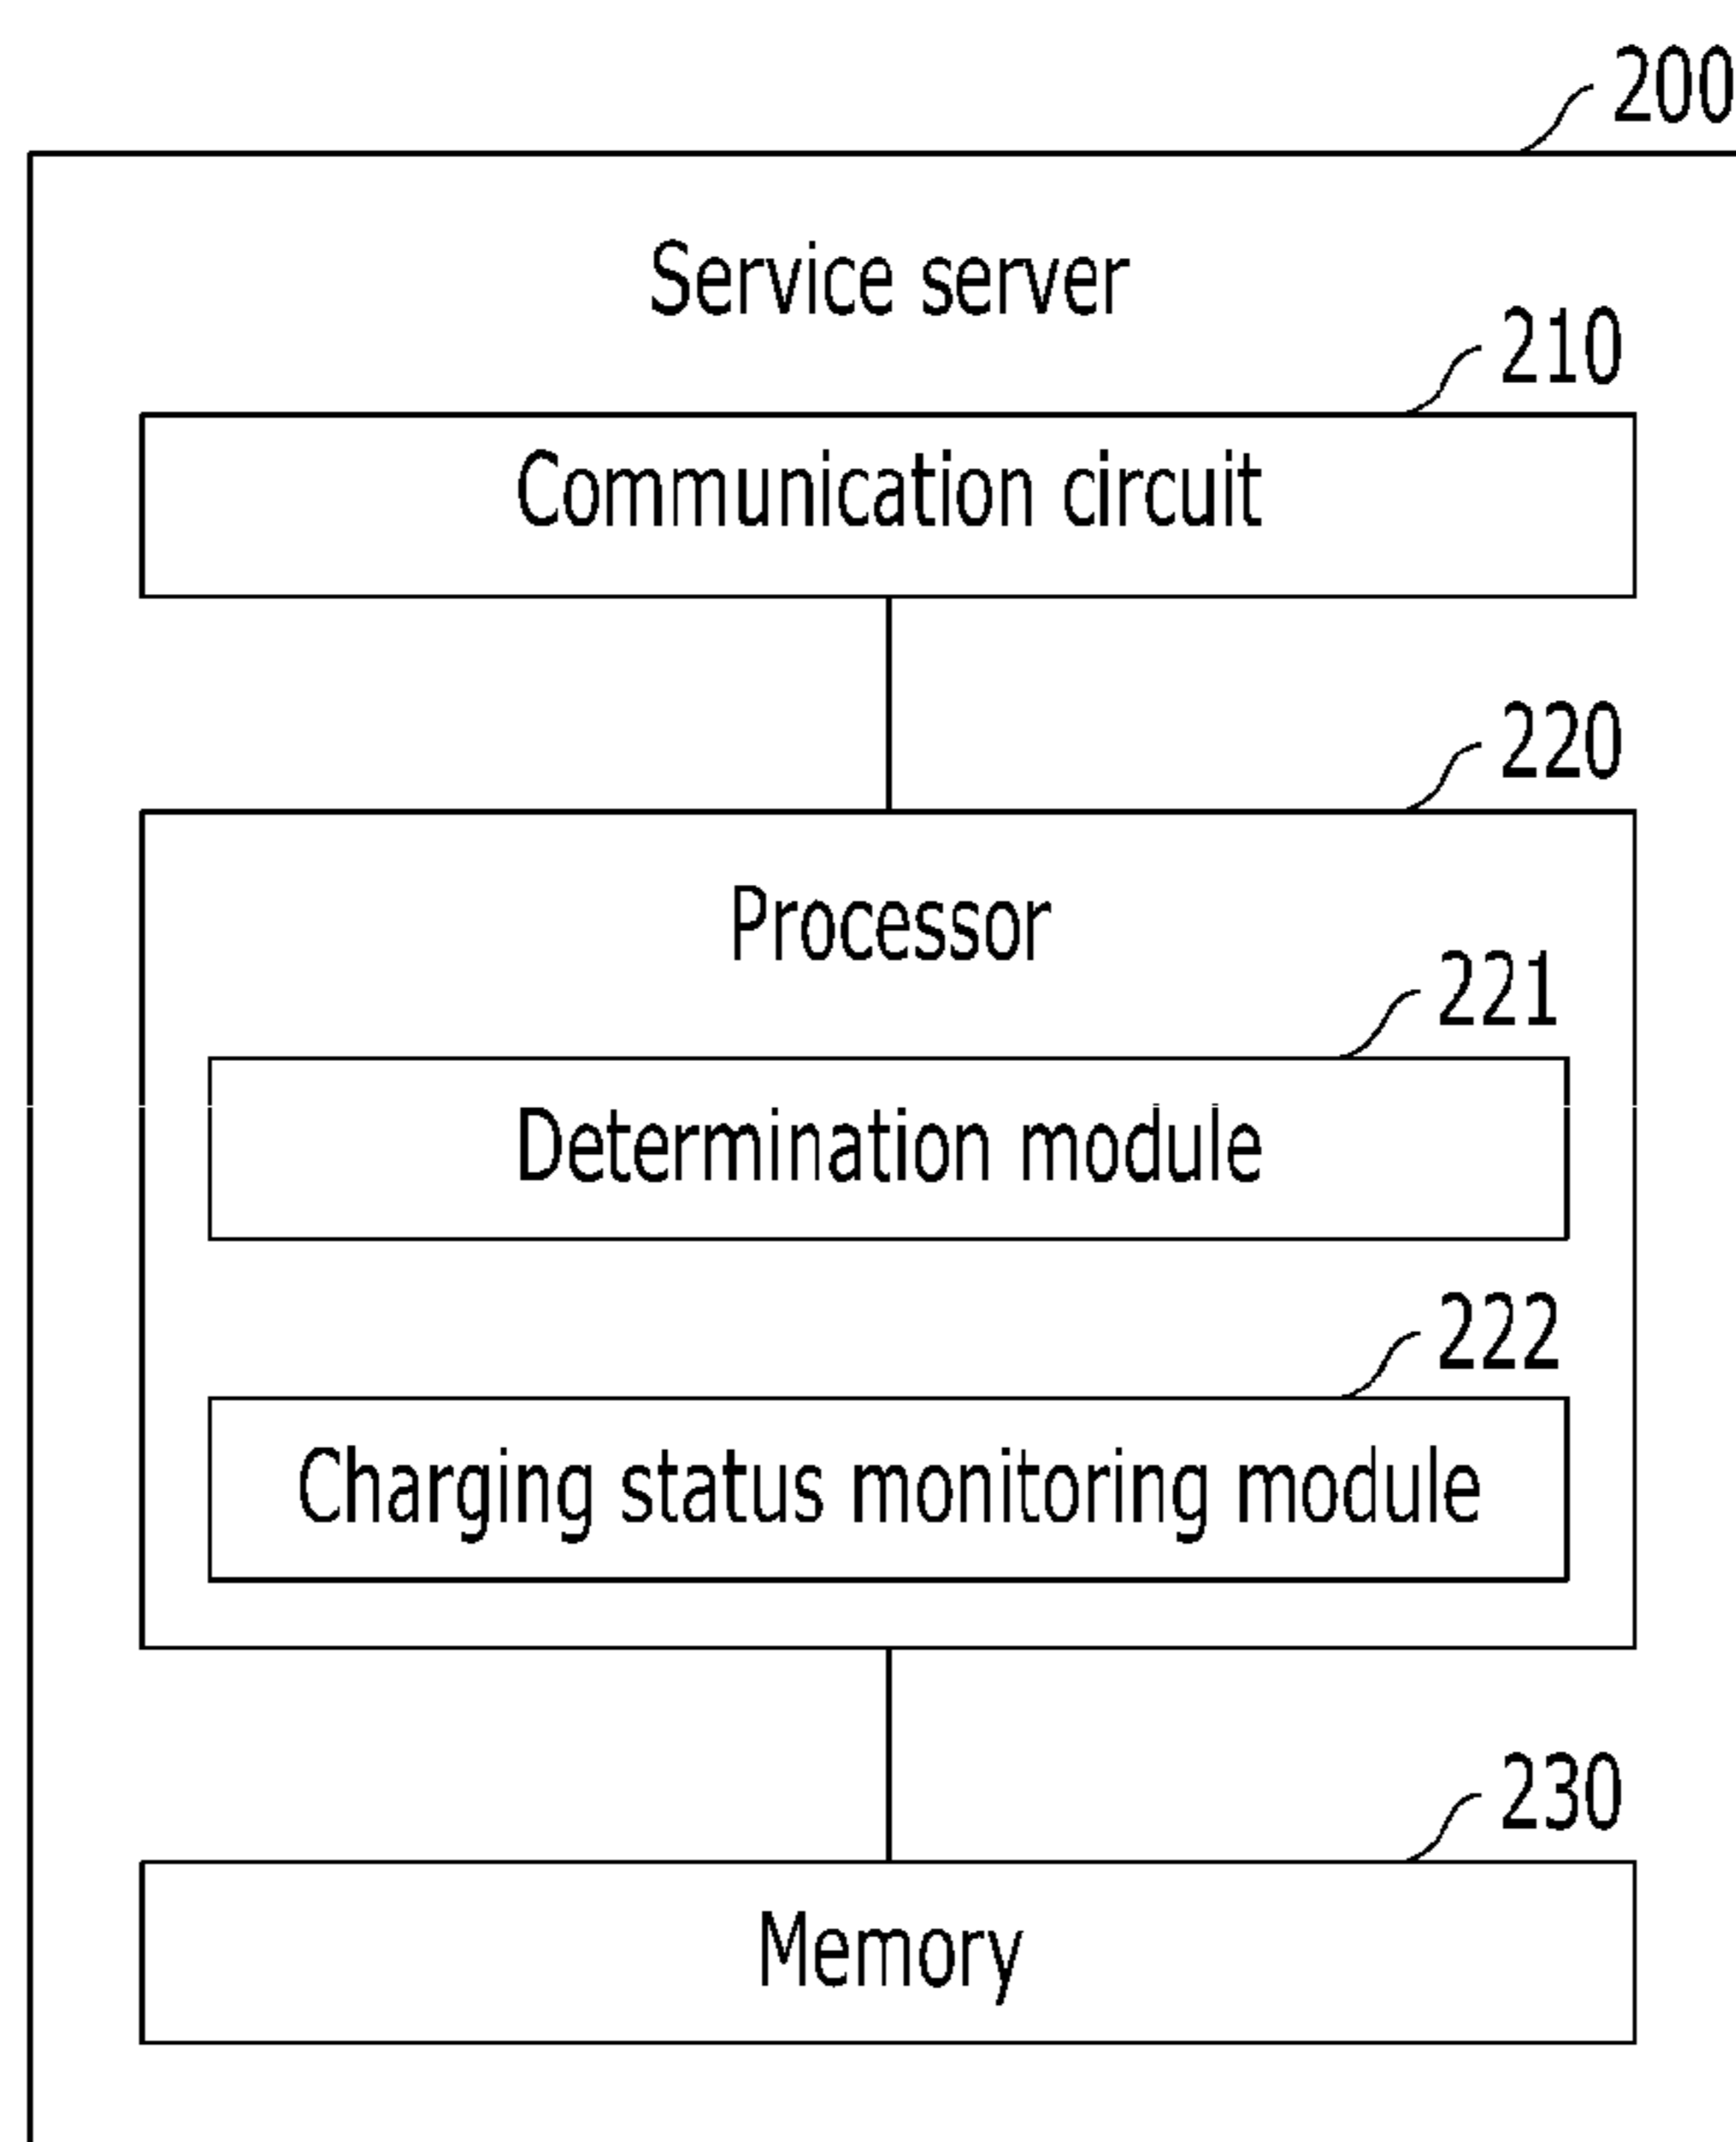 200
Service server
210
Communication circuit
220
Processor
221
Determination module
222
Charging status monitoring module
230
Memory